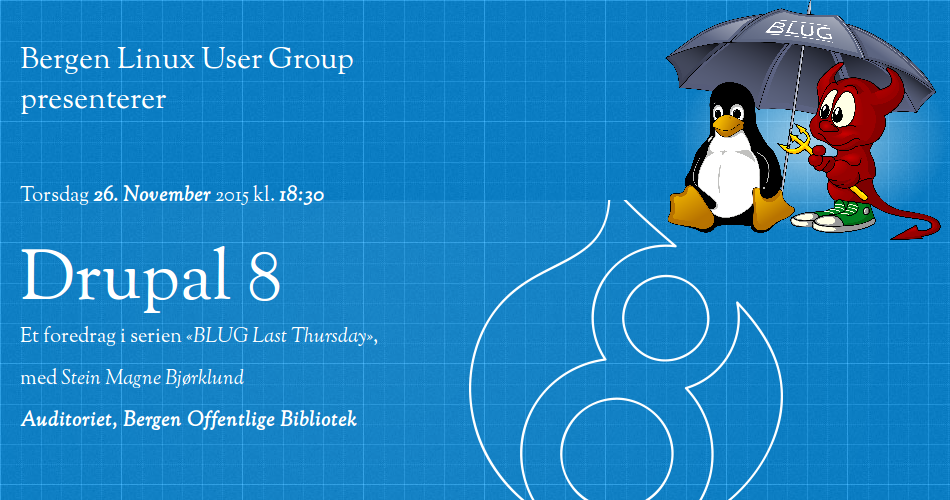 Bergen Linux User Group
presenterer
BLUG
Torsdag 26. November 2015 kl. 18:30
Drupal 8
Et foredrag i serien «BLUG Last Thursday»,
med Stein Magne Bjørklund
Auditoriet, Bergen Offentlige Bibliotek